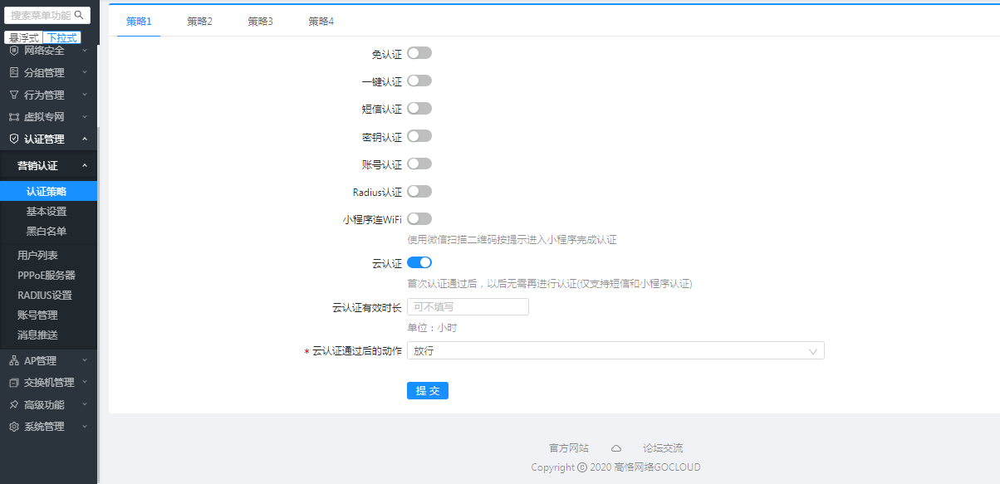 搜索菜单功能
悬浮式 下拉式
网络安全
分组管理
行为管理
虚拟专网
认证管理
营销认证
认证策略
基本设置
黑白名单
用户列表
PPPoE服务器
RADIUS设置
账号管理
消息推送
AP管理
交换机管理
高级功能
系统管理
策略1 策略2 策略3 策略4
免认证
一键认证
短信认证
密钥认证
账号认证
Radius认证
小程序连WiFi
使用微信扫描二维码按提示进入小程序完成认证
云认证
首次认证通过后，以后无需再进行认证(仅支持短信和小程序认证)
云认证有效时长 可不填写
单位：小时
* 云认证通过后的动作 放行
提 交
官方网站 论坛交流
Copyright © 2020 高恪网络GOCLOUD